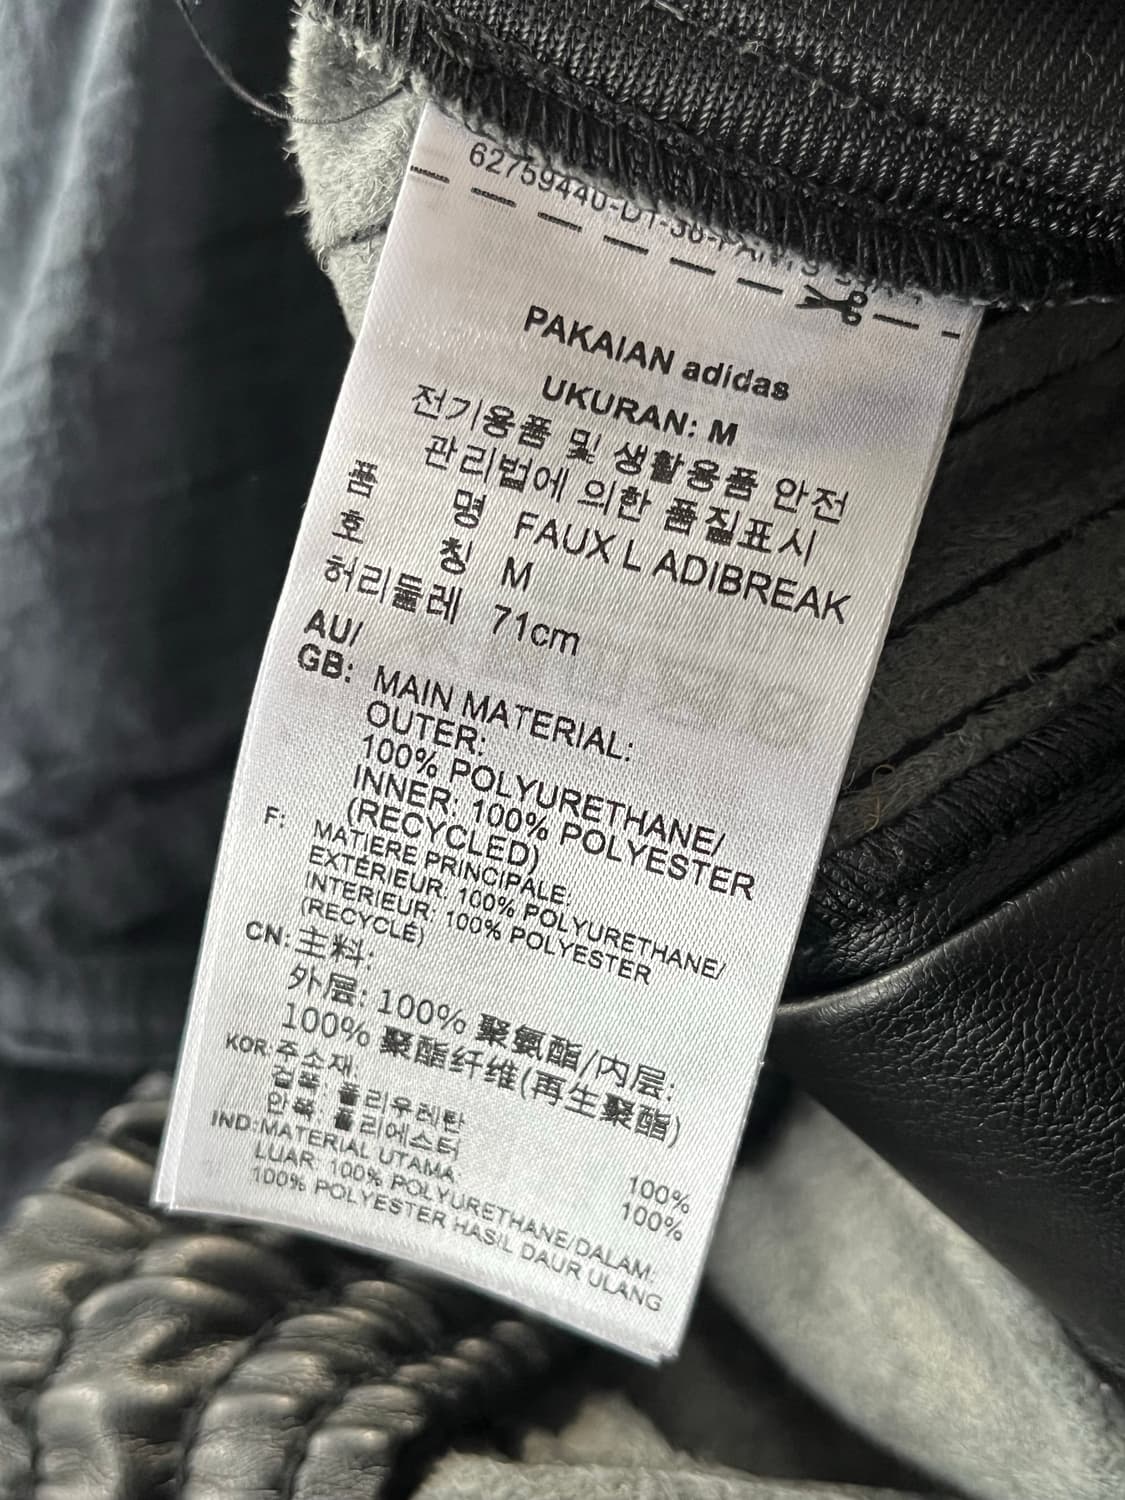 62759440-D1-36-PANTS
PAKAIAN adidas
UKURAN: M
전기용품 및 생활용품 안전
관리법에 의한 품질표시
품 명 FAUX L ADIBREAK
호 칭 M
허리둘레 71cm
AU/
GB: MAIN MATERIAL:
OUTER:
100% POLYURETHANE/
INNER: 100% POLYESTER
(RECYCLED)
F: MATIERE PRINCIPALE:
EXTÉRIEUR: 100% POLYURETHANE/
INTERIEUR: 100% POLYESTER
(RECYCLÉ)
CN: 主料:
外层: 100% 聚氨酯/内层:
100% 聚酯纤维(再生聚酯)
KOR: 주소재:
겉쪽: 폴리우레탄 100%
안쪽: 폴리에스터 100%
IND: MATERIAL UTAMA
LUAR: 100% POLYURETHANE/DALAM:
100% POLYESTER HASIL DAUR ULANG